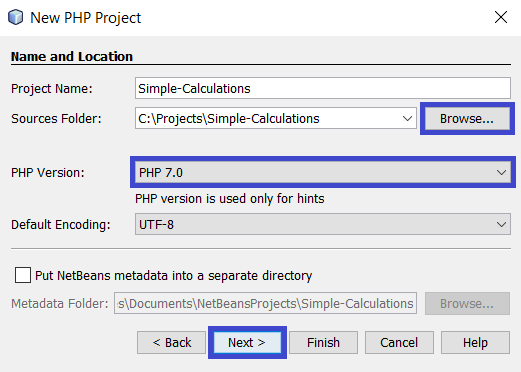 New PHP Project
Name and Location
Project Name: Simple-Calculations
Sources Folder: C:\Projects\Simple-Calculations Browse...
PHP Version: PHP 7.0
PHP version is used only for hints
Default Encoding: UTF-8
Put NetBeans metadata into a separate directory
Metadata Folder: s\Documents\NetBeansProjects\Simple-Calculations Browse...
< Back Next > Finish Cancel Help